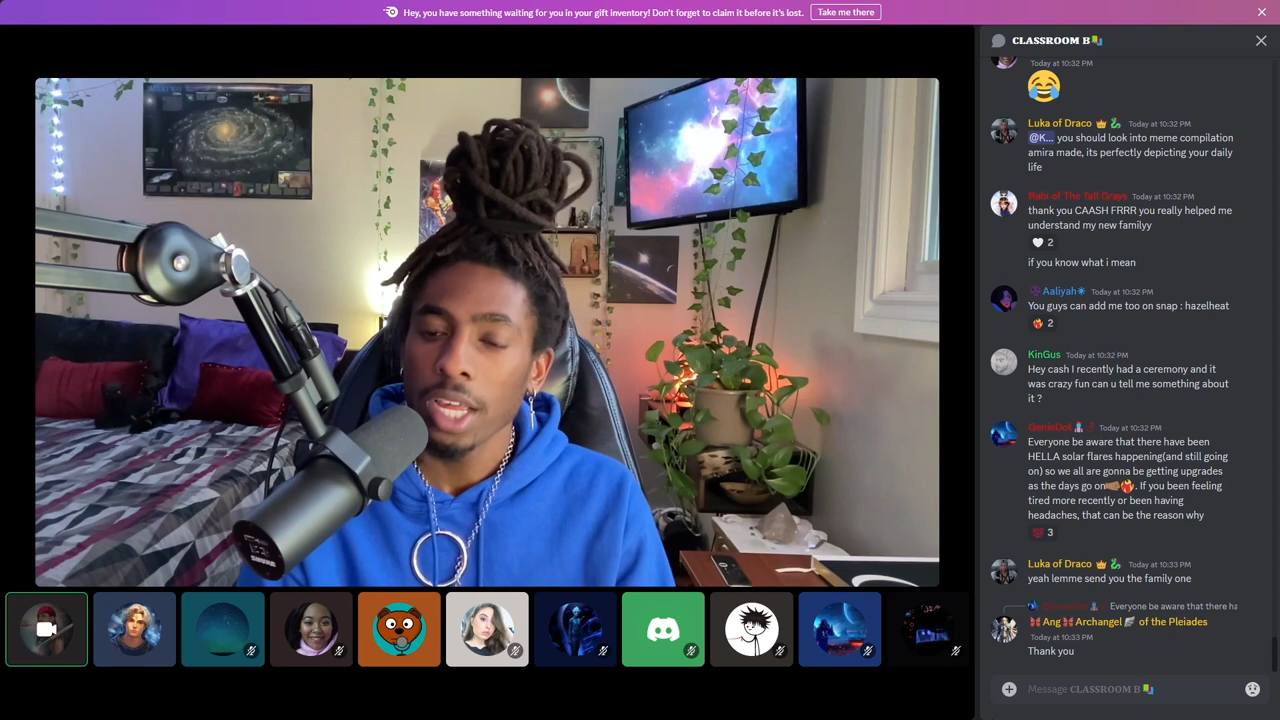 Hey, you have something waiting for you in your gift inventory! Don't forget to claim it before it's lost.
Take me there
CLASSROOM B
Today at 10:32 PM
Luka of Draco Today at 10:32 PM
@K... you should look into meme compilation
amira made, its perfectly depicting your daily
life
Rabi of The Tall Grays Today at 10:32 PM
thank you CAASH FRRR you really helped me
understand my new familyy
2
if you know what i mean
Aaliyah Today at 10:32 PM
You guys can add me too on snap : hazelheat
2
KinGus Today at 10:32 PM
Hey cash I recently had a ceremony and it
was crazy fun can u tell me something about
it ?
GenieDol Today at 10:32 PM
Everyone be aware that there have been
HELLA solar flares happening(and still going
on) so we all are gonna be getting upgrades
as the days go on. If you been feeling
tired more recently or been having
headaches, that can be the reason why
3
Luka of Draco Today at 10:33 PM
yeah lemme send you the family one
Everyone be aware that there ha
Ang Archangel of the Pleiades
Today at 10:33 PM
Thank you
Message CLASSROOM B
SHURE